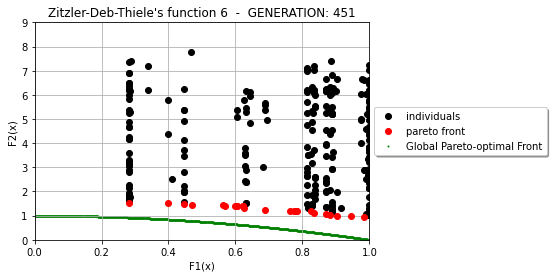 Zitzler-Deb-Thiele's function 6 - GENERATION: 451
9
8
7
6
5
4
3
2
1
0
F2(x)
0.0 0.2 0.4 0.6 0.8 1.0
F1(x)
individuals
pareto front
Global Pareto-optimal Front